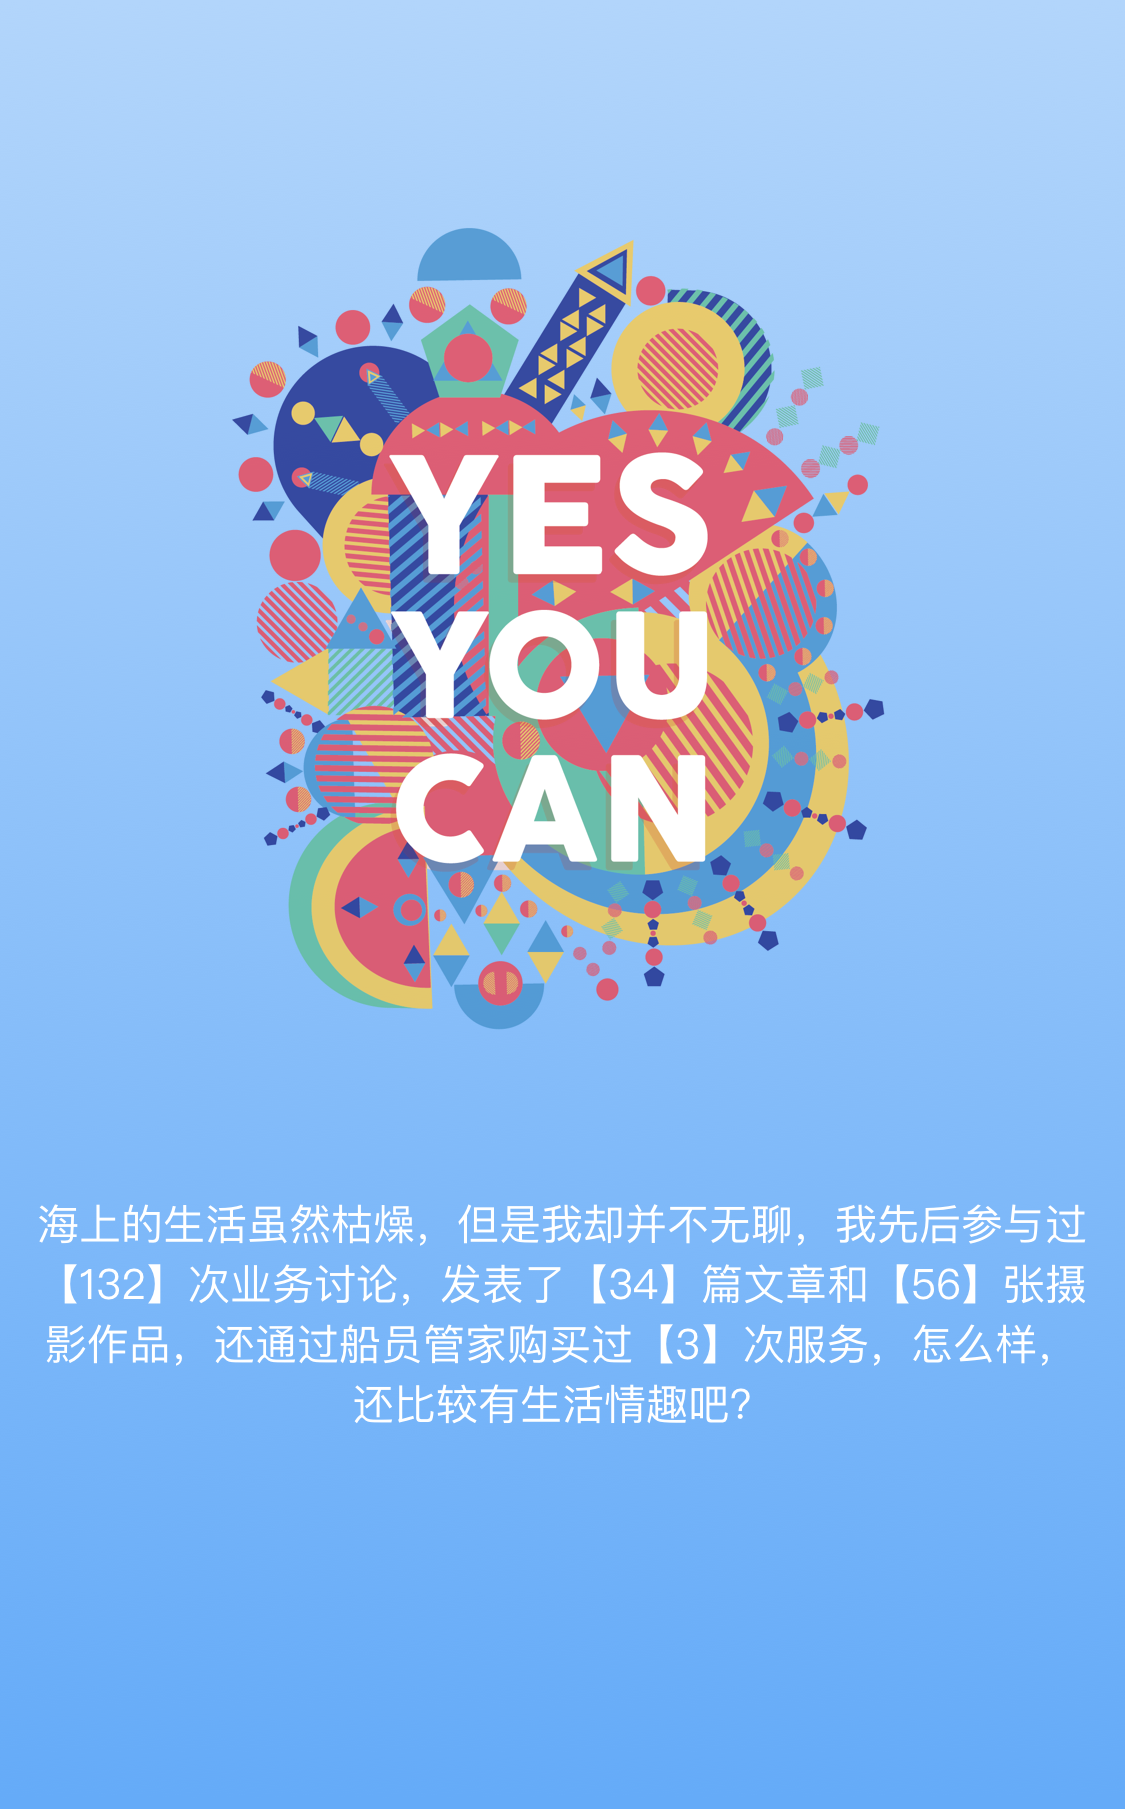 YES
YOU
CAN
海上的生活虽然枯燥，但是我却并不无聊，我先后参与过
【132】次业务讨论，发表了【34】篇文章和【56】张摄
影作品，还通过船员管家购买过【3】次服务，怎么样，
还比较有生活情趣吧?